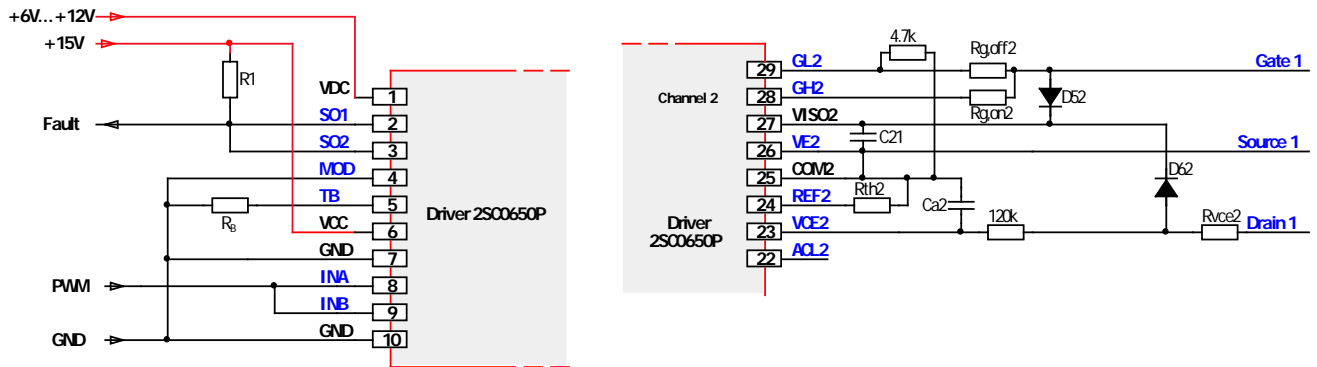 +6V...+12V
+15V
R1
VDC
1
Fault
SO1
2
SO2
3
MOD
4
TB
5
RB
VCC
6
GND
7
PWM
INA
8
INB
9
GND
GND
10
Driver 2SC0650P
4.7k
Rg,off2
29
GL2
Gate 1
Channel 2
28
GH2
Rg,on2
D52
27
VISO2
C21
26
VE2
Source 1
25
COM2
D62
Rth2
24
REF2
Ca2
Driver
2SC0650P
23
VCE2
120k
Rvce2
Drain 1
22
ACL2